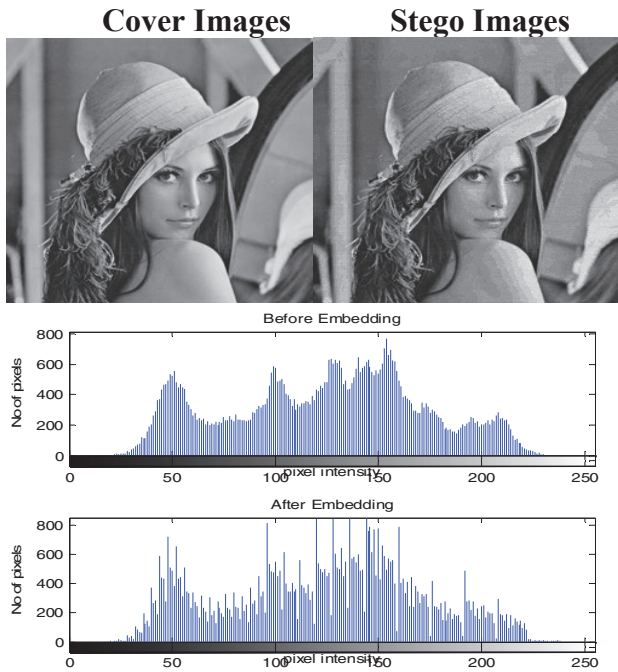 Cover Images Stego Images
Before Embedding
800
600
400
200
0
No of pixels
0 50 100 150 200 250
pixel intensity
After Embedding
800
600
400
200
0
No of pixels
0 50 100 150 200 250
pixel intensity